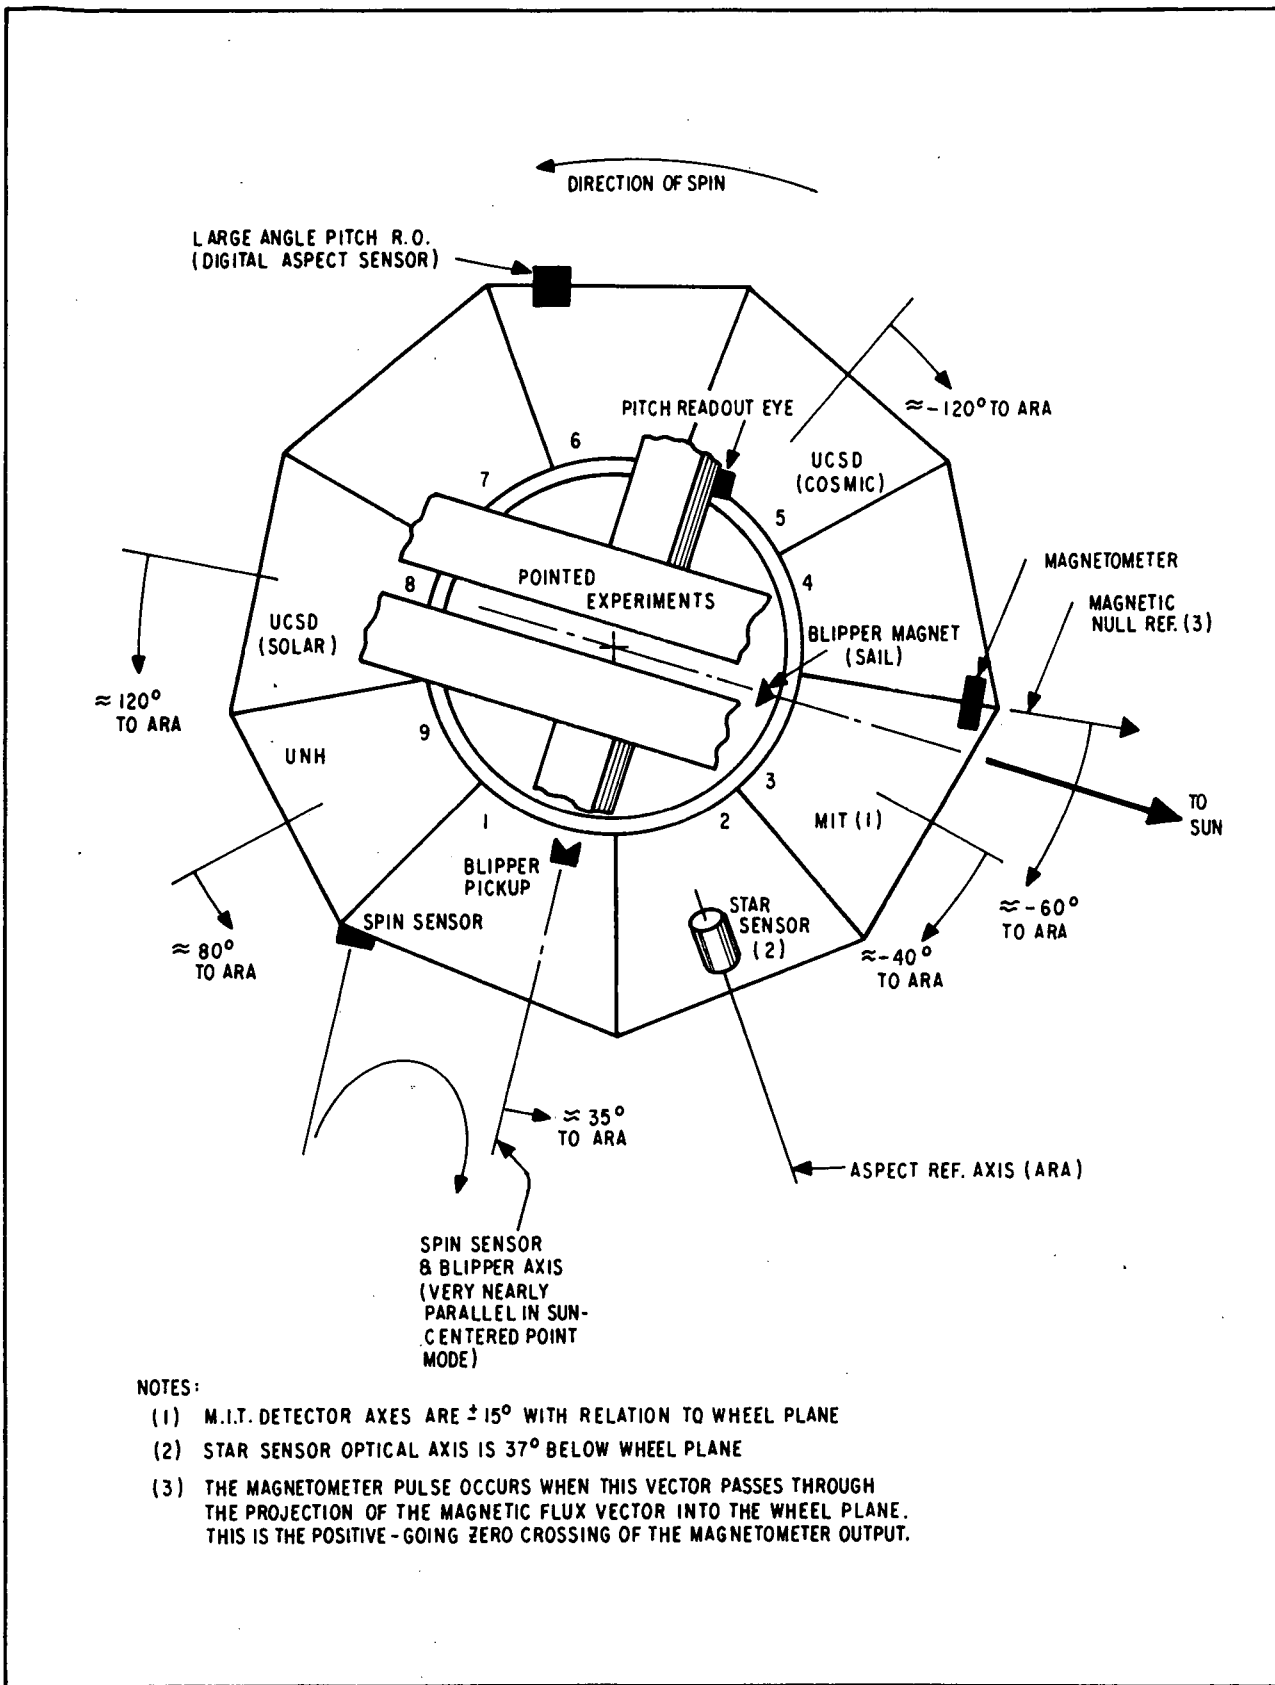 DIRECTION OF SPIN
LARGE ANGLE PITCH R.O.
(DIGITAL ASPECT SENSOR)
PITCH READOUT EYE
≈-120° TO ARA
UCSD
(COSMIC)
6
7
5
MAGNETOMETER
4
8
POINTED
EXPERIMENTS
MAGNETIC
NULL REF. (3)
UCSD
(SOLAR)
BLIPPER MAGNET
(SAIL)
≈120°
TO ARA
9
UNH
3
TO
SUN
1
2
MIT (1)
BLIPPER
PICKUP
SPIN SENSOR
STAR
SENSOR
(2)
≈-60°
TO ARA
≈80°
TO ARA
≈-40°
TO ARA
≈35°
TO ARA
ASPECT REF. AXIS (ARA)
SPIN SENSOR
& BLIPPER AXIS
(VERY NEARLY
PARALLEL IN SUN-
CENTERED POINT
MODE)
NOTES:
(1) M.I.T. DETECTOR AXES ARE ±15° WITH RELATION TO WHEEL PLANE
(2) STAR SENSOR OPTICAL AXIS IS 37° BELOW WHEEL PLANE
(3) THE MAGNETOMETER PULSE OCCURS WHEN THIS VECTOR PASSES THROUGH
THE PROJECTION OF THE MAGNETIC FLUX VECTOR INTO THE WHEEL PLANE.
THIS IS THE POSITIVE-GOING ZERO CROSSING OF THE MAGNETOMETER OUTPUT.